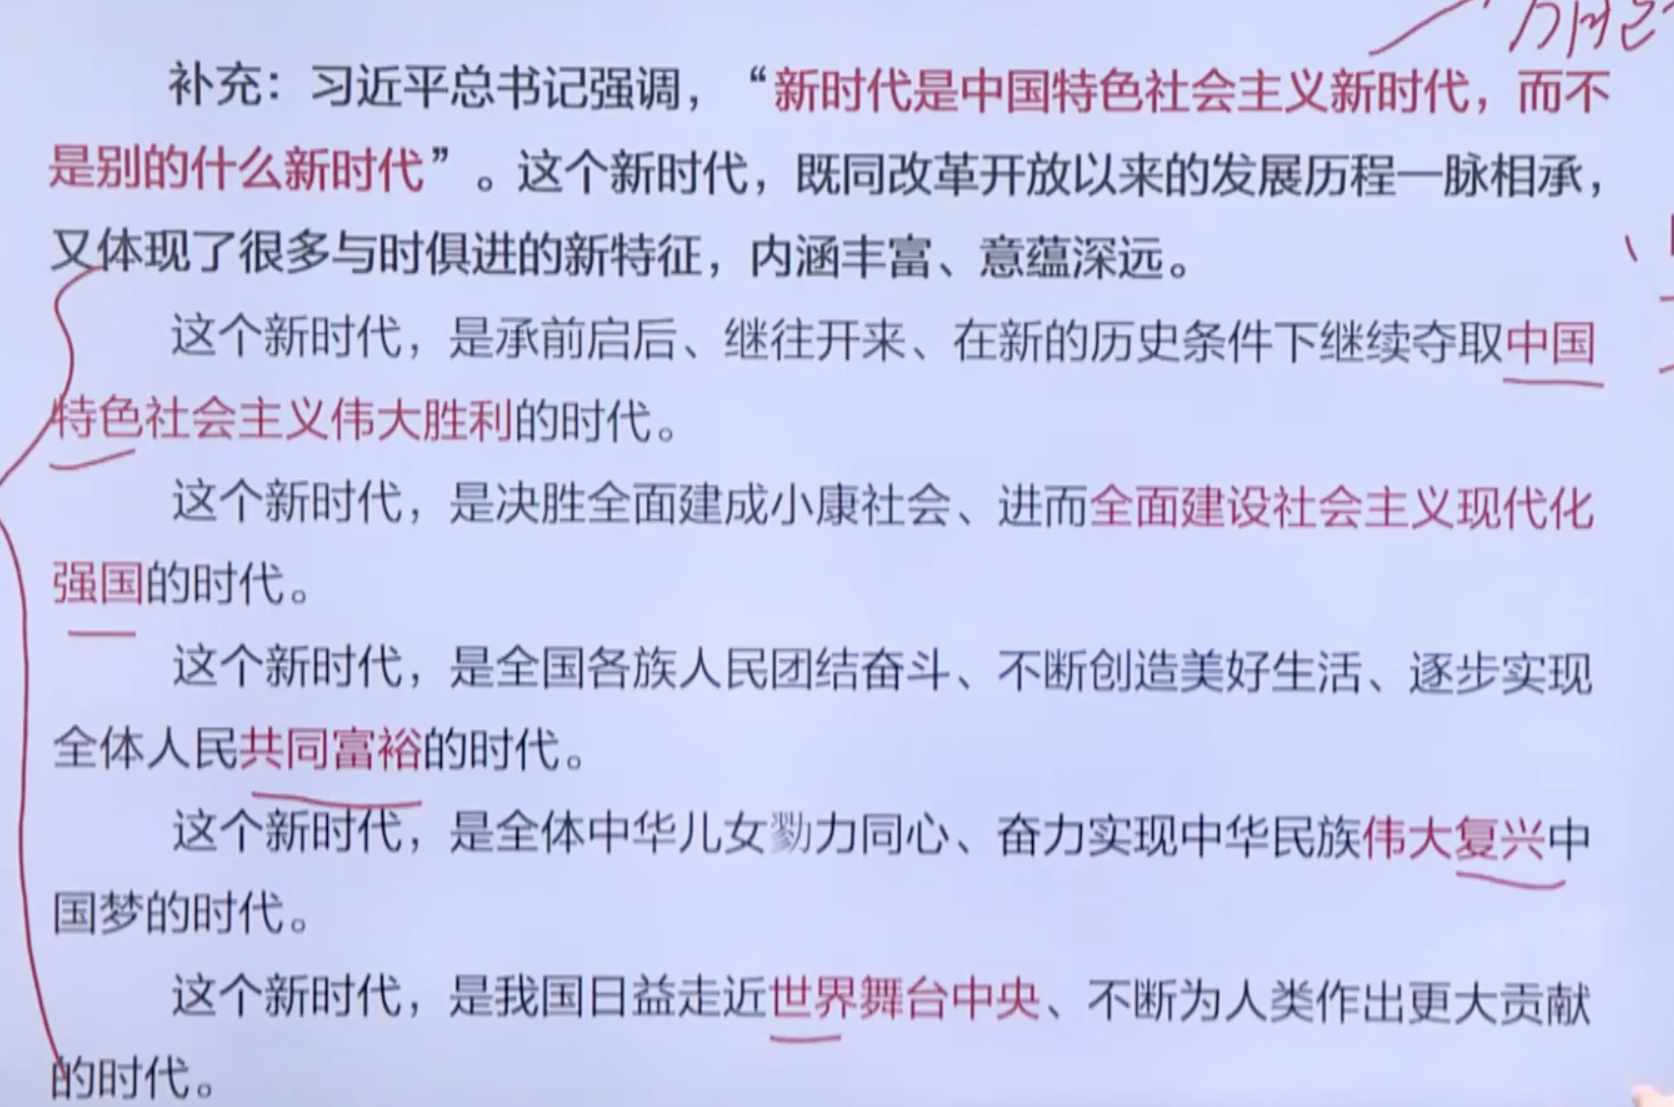 补充：习近平总书记强调，“新时代是中国特色社会主义新时代，而不
是别的什么新时代”。这个新时代，既同改革开放以来的发展历程一脉相承，
又体现了很多与时俱进的新特征，内涵丰富、意蕴深远。
这个新时代，是承前启后、继往开来、在新的历史条件下继续夺取中国
特色社会主义伟大胜利的时代。
这个新时代，是决胜全面建成小康社会、进而全面建设社会主义现代化
强国的时代。
这个新时代，是全国各族人民团结奋斗、不断创造美好生活、逐步实现
全体人民共同富裕的时代。
这个新时代，是全体中华儿女勠力同心、奋力实现中华民族伟大复兴中
国梦的时代。
这个新时代，是我国日益走近世界舞台中央、不断为人类作出更大贡献
的时代。